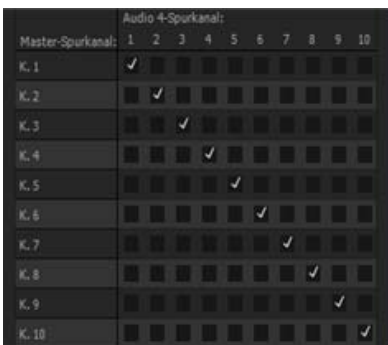 Audio 4-Spurkanal:
Master-Spurkanal: 1 2 3 4 5 6 7 8 9 10
K. 1
K. 2
K. 3
K. 4
K. 5
K. 6
K. 7
K. 8
K. 9
K. 10